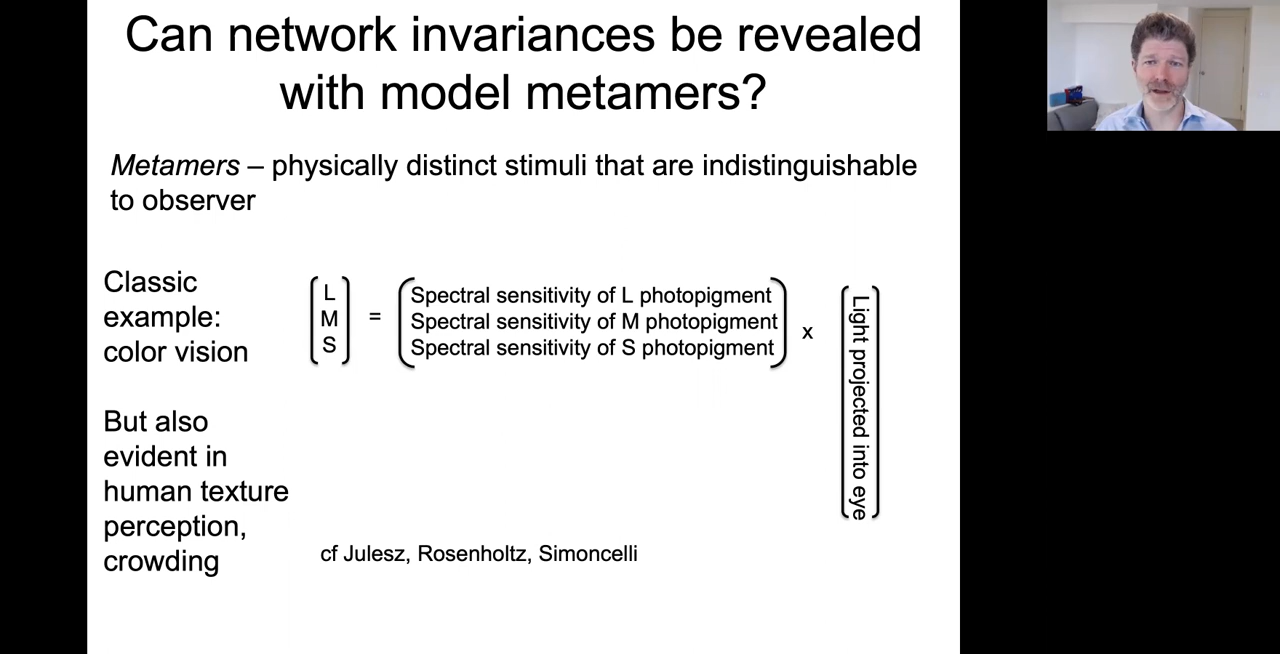 Can network invariances be revealed
with model metamers?
Metamers – physically distinct stimuli that are indistinguishable
to observer
Classic
example:
color vision
L
M
S
=
Spectral sensitivity of L photopigment
Spectral sensitivity of M photopigment
Spectral sensitivity of S photopigment
x
Light projected into eye
But also
evident in
human texture
perception,
crowding
cf Julesz, Rosenholtz, Simoncelli